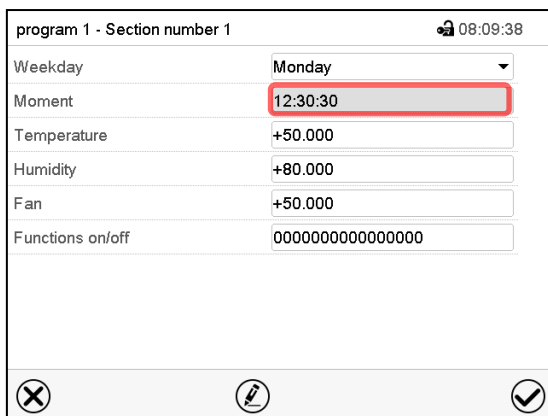 program 1 - Section number 1 08:09:38
Weekday Monday
Moment 12:30:30
Temperature +50.000
Humidity +80.000
Fan +50.000
Functions on/off 0000000000000000